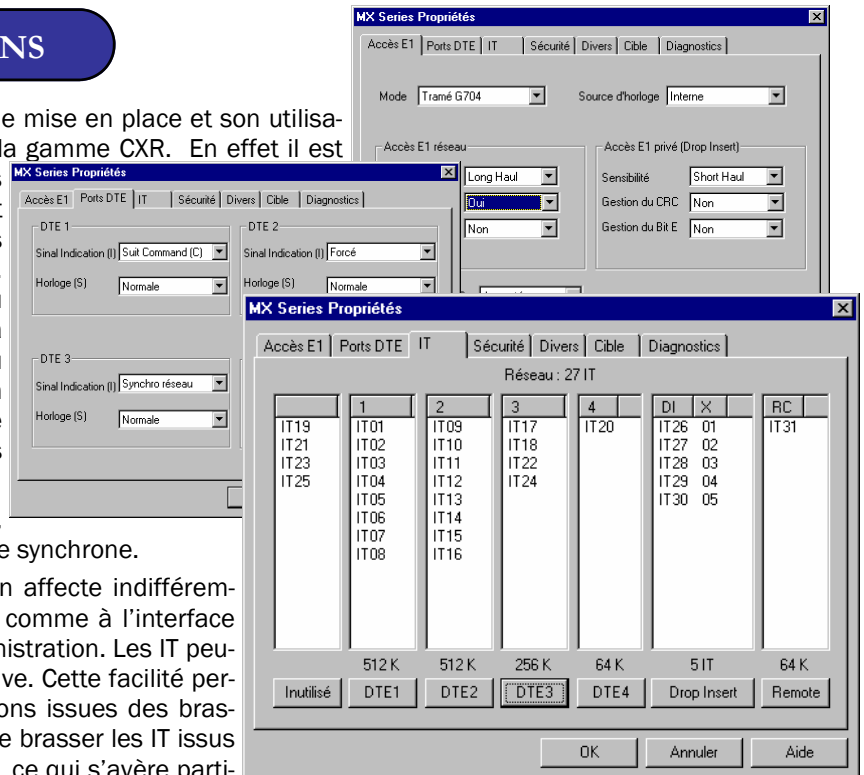 NS
MX Series Propriétés
Accès E1 Ports DTE IT Sécurité Divers Cible Diagnostics
Mode Tramé G704 Source d'horloge Interne
Accès E1 réseau Accès E1 privé (Drop Insert)
Long Haul Sensibilité Short Haul
Oui Gestion du CRC Non
Non Gestion du Bit E Non
e mise en place et son utilisa-
la gamme CXR. En effet il est
MX Series Propriétés
Accès E1 Ports DTE IT Sécurité Divers Cible Diagnostics
DTE 1 DTE 2
Sinal Indication (I) Suit Command (C) Sinal Indication (I) Forcé
Horloge (S) Normale Horloge (S) Normale
DTE 3
Sinal Indication (I) Synchro réseau
Horloge (S) Normale
MX Series Propriétés
Accès E1 Ports DTE IT Sécurité Divers Cible Diagnostics
Réseau : 27 IT
1 2 3 4 DI X RC
IT19 IT01 IT09 IT17 IT20 IT26 01 IT31
IT21 IT02 IT10 IT18 IT27 02
IT23 IT03 IT11 IT22 IT28 03
IT25 IT04 IT12 IT24 IT29 04
IT05 IT13 IT30 05
IT06 IT14
IT07 IT15
IT08 IT16
512 K 512 K 256 K 64 K 5 IT 64 K
Inutilisé DTE1 DTE2 DTE3 DTE4 Drop Insert Remote
OK Annuler Aide
e synchrone.
n affecte indifférem-
comme à l'interface
nistration. Les IT peu-
ve. Cette facilité per-
ons issues des bras-
e brasser les IT issus
ce qui s'avère parti-